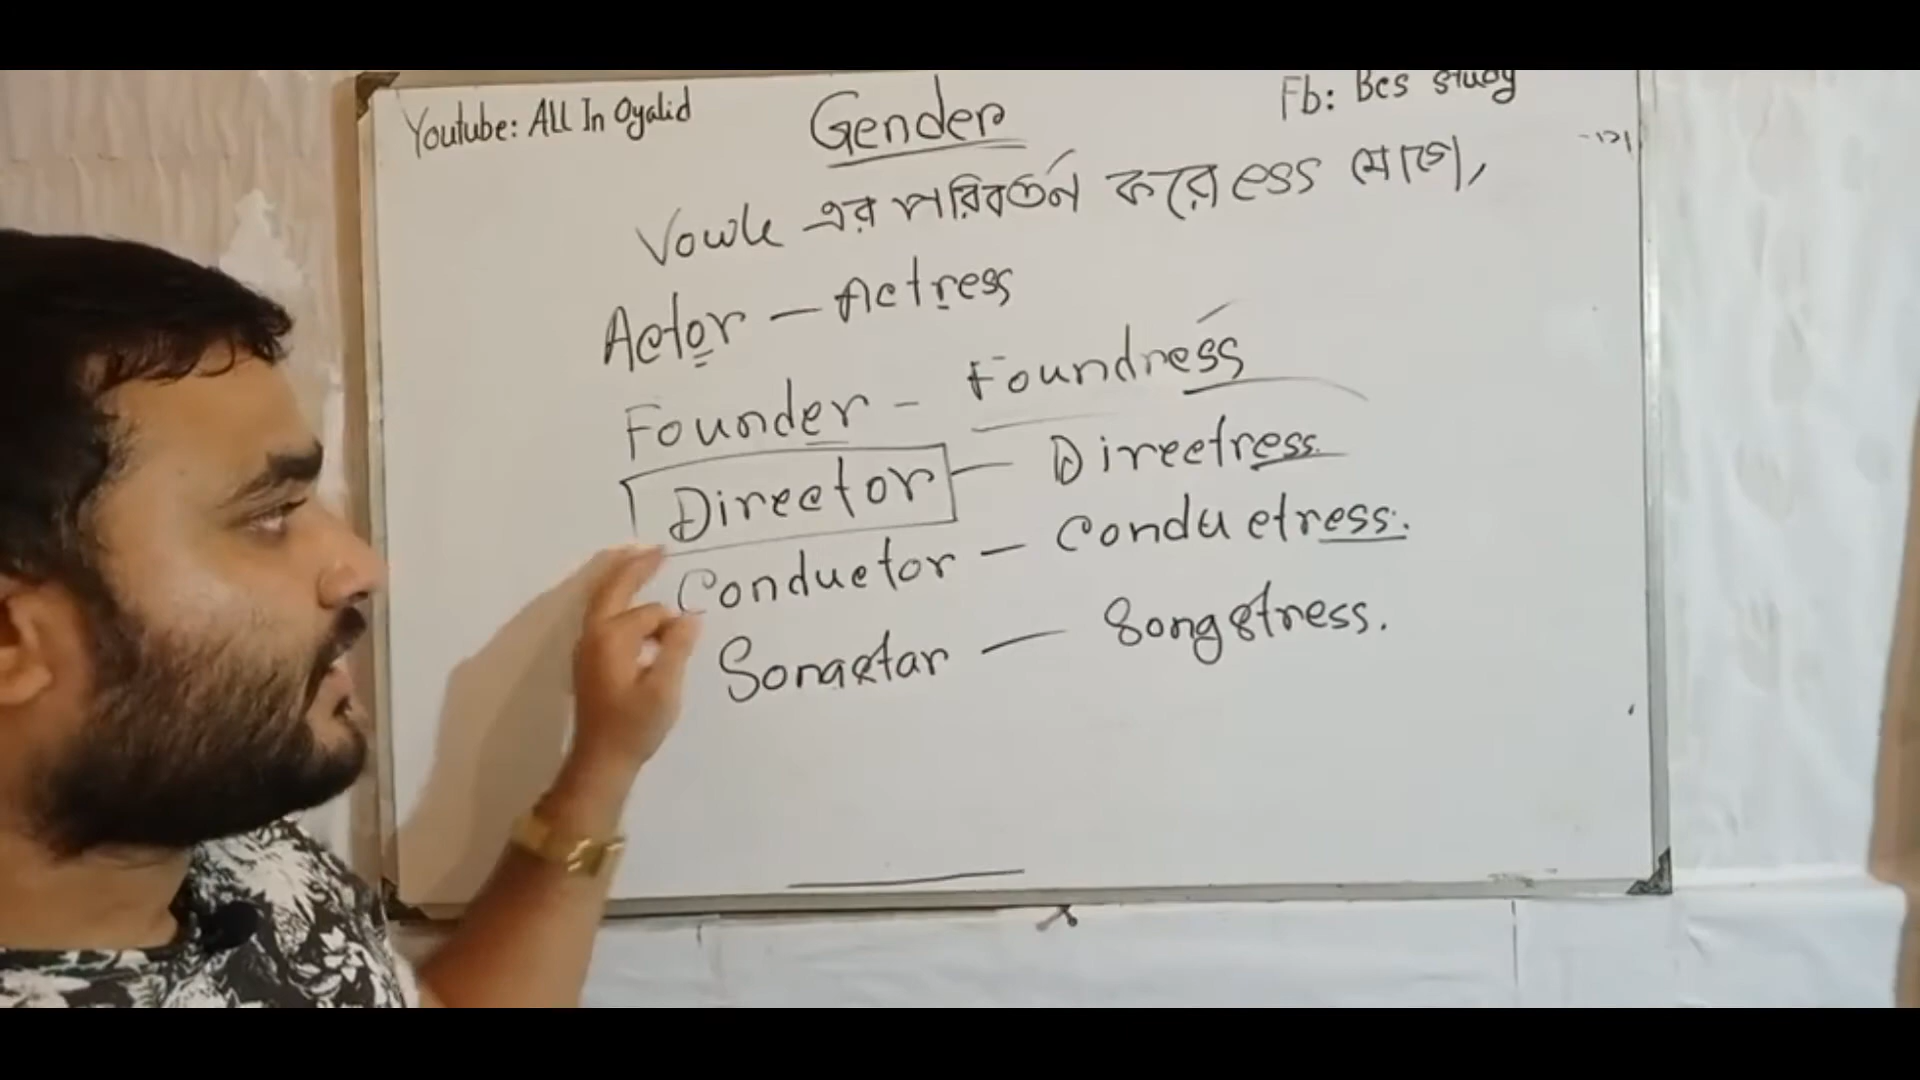 Youtube: All In Oyalid
Gender
Fb: Bcs study
Vowle এর পরিবর্তন করে ess যোগে,
Actor - Actress
Founder - Foundress
Director - Directress.
Conductor - Conductress.
Songstar - Songstress.